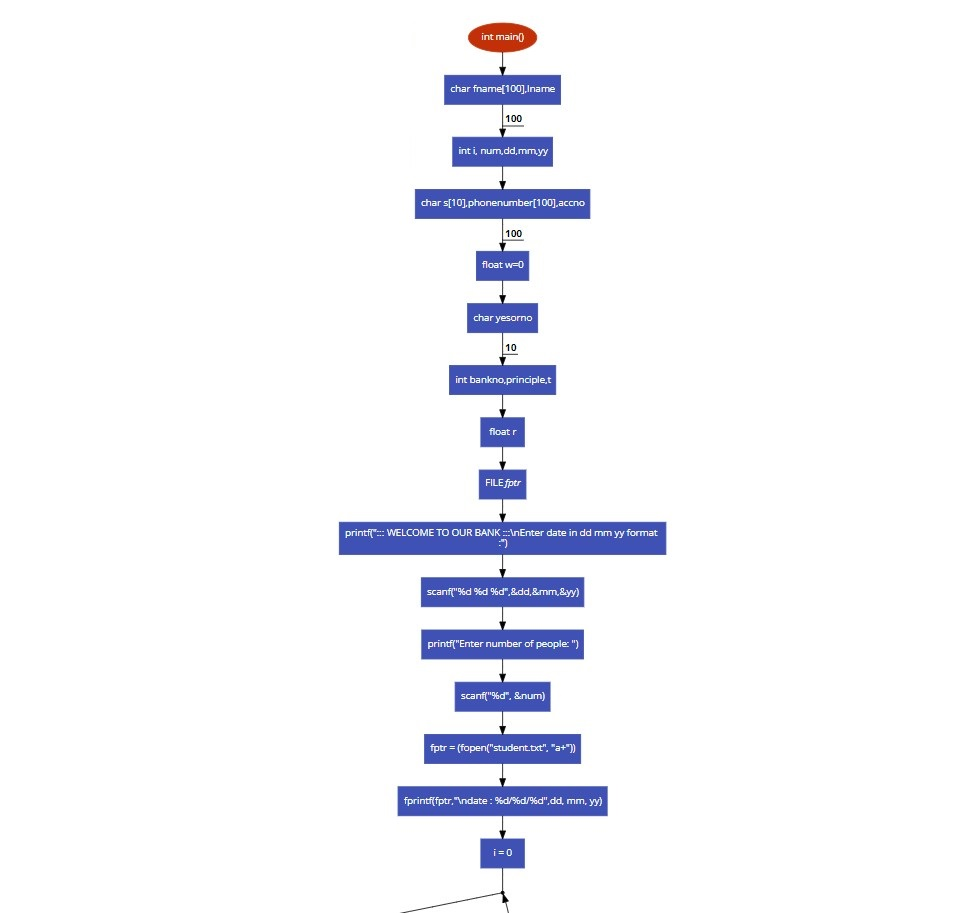 int main()
char fname[100],lname
100
int i, num,dd,mm,yy
char s[10],phonenumber[100],accno
100
float w=0
char yesorno
10
int bankno,principle,t
float r
FILEfptr
printf("::: WELCOME TO OUR BANK :::\nEnter date in dd mm yy format
:")
scanf("%d %d %d",&dd,&mm,&yy)
printf("Enter number of people: ")
scanf("%d", &num)
fptr = (fopen("student.txt", "a+"))
fprintf(fptr,"\ndate : %d/%d/%d",dd, mm, yy)
i = 0